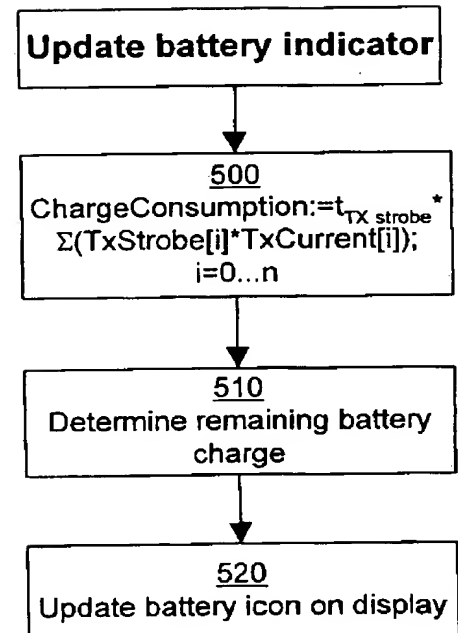 Update battery indicator
500
ChargeConsumption:=t_TX strobe*
Σ(TxStrobe[i]*TxCurrent[i]);
i=0...n
510
Determine remaining battery
charge
520
Update battery icon on display